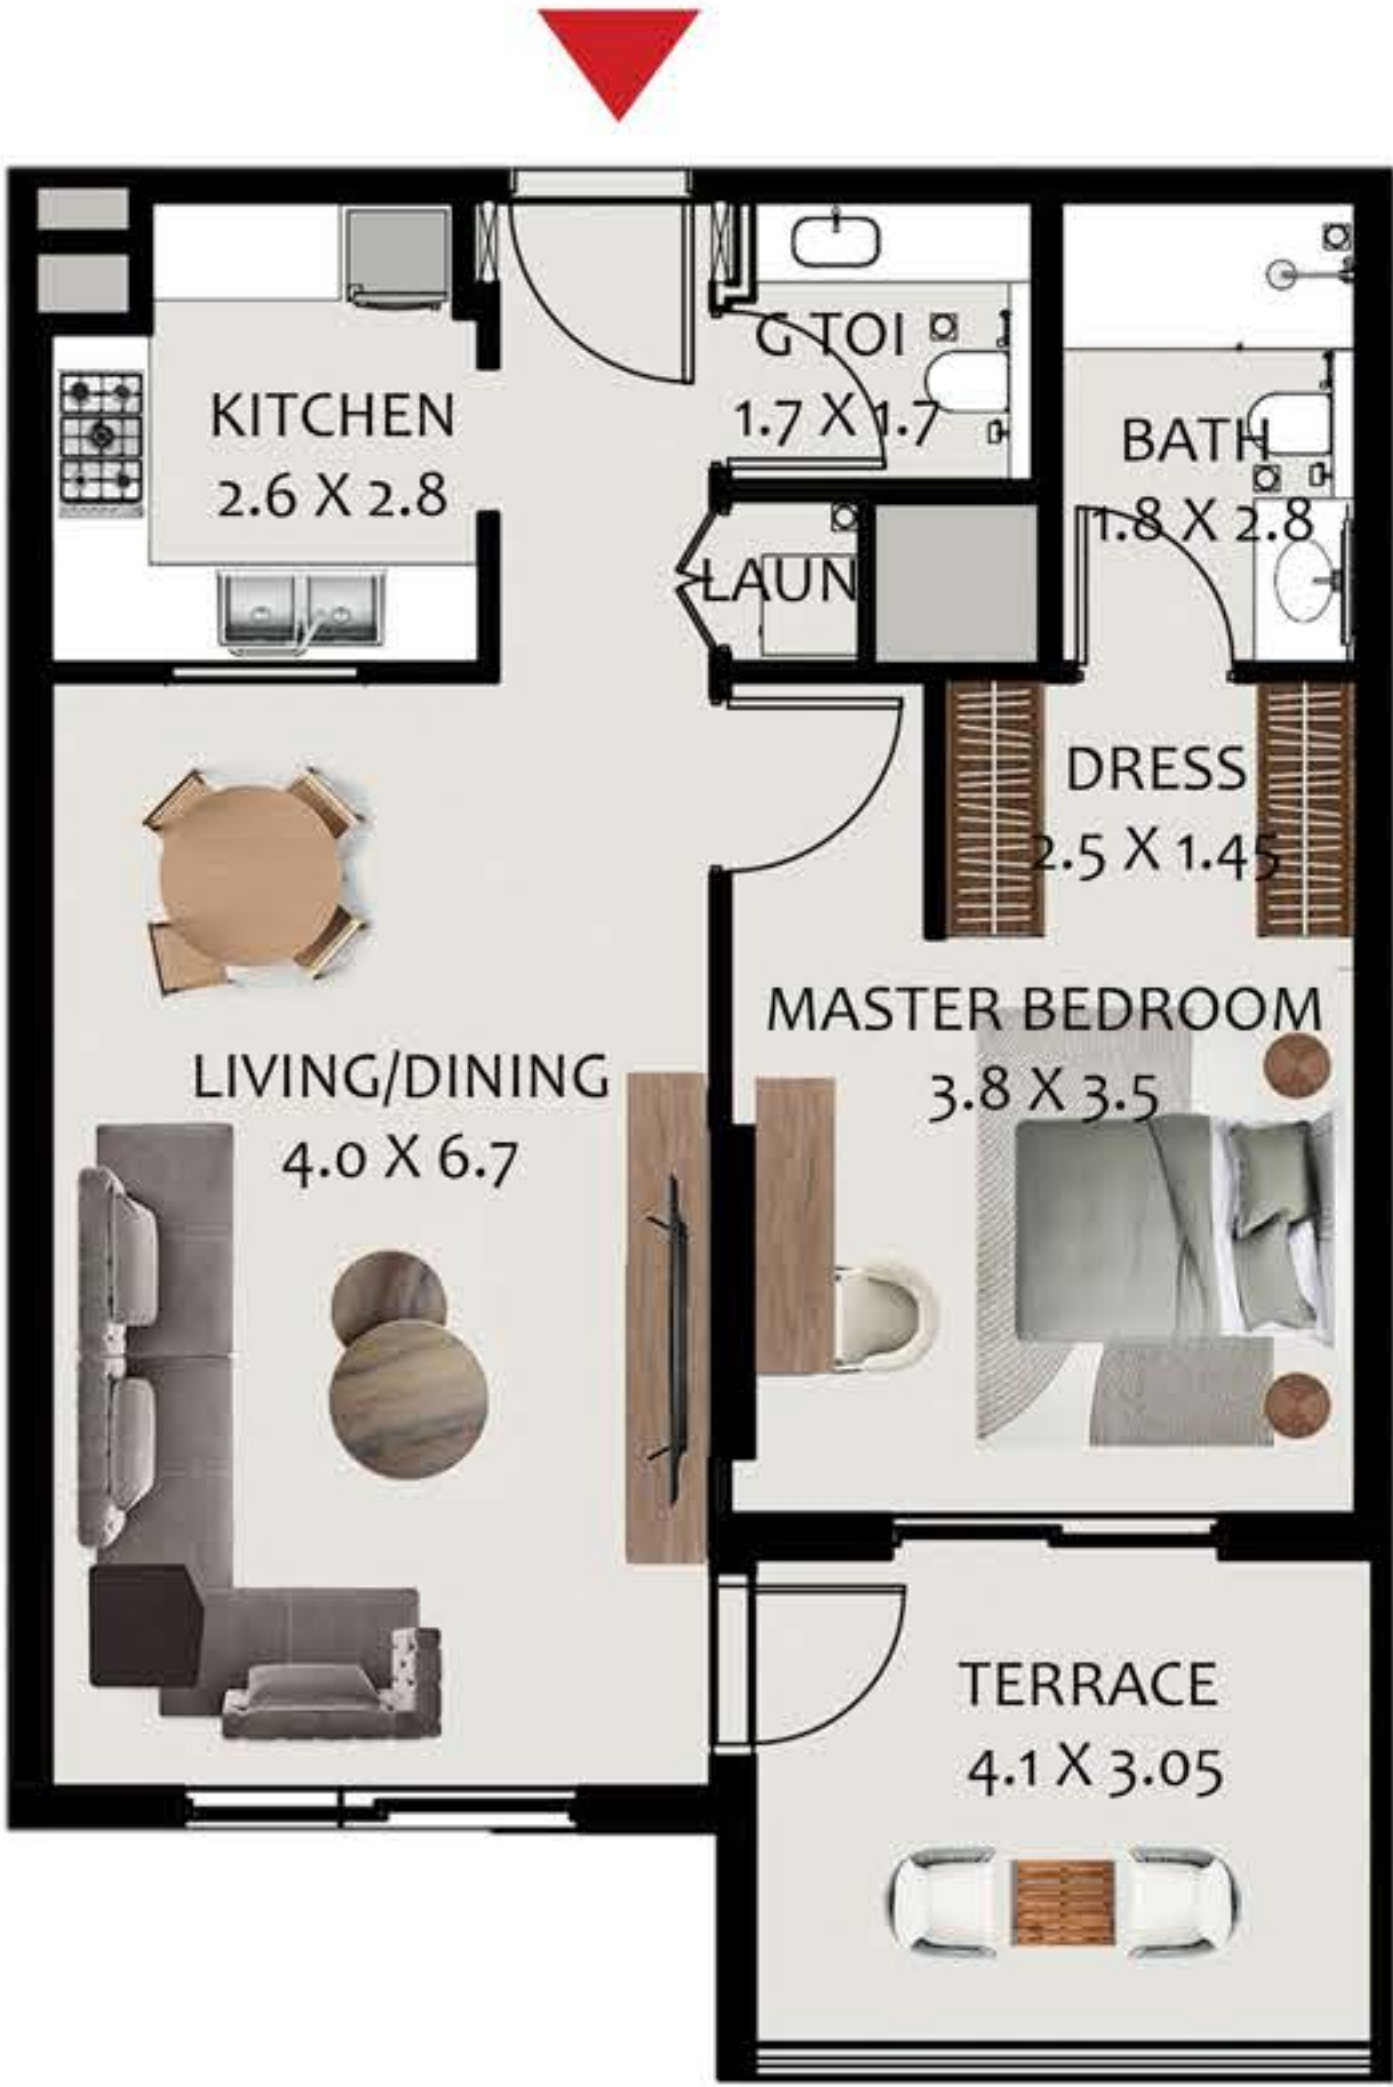 G TOI
1.7 X 1.7
KITCHEN
2.6 X 2.8
BATH
1.8 X 2.8
LAUN
DRESS
2.5 X 1.45
MASTER BEDROOM
3.8 X 3.5
LIVING/DINING
4.0 X 6.7
TERRACE
4.1 X 3.05